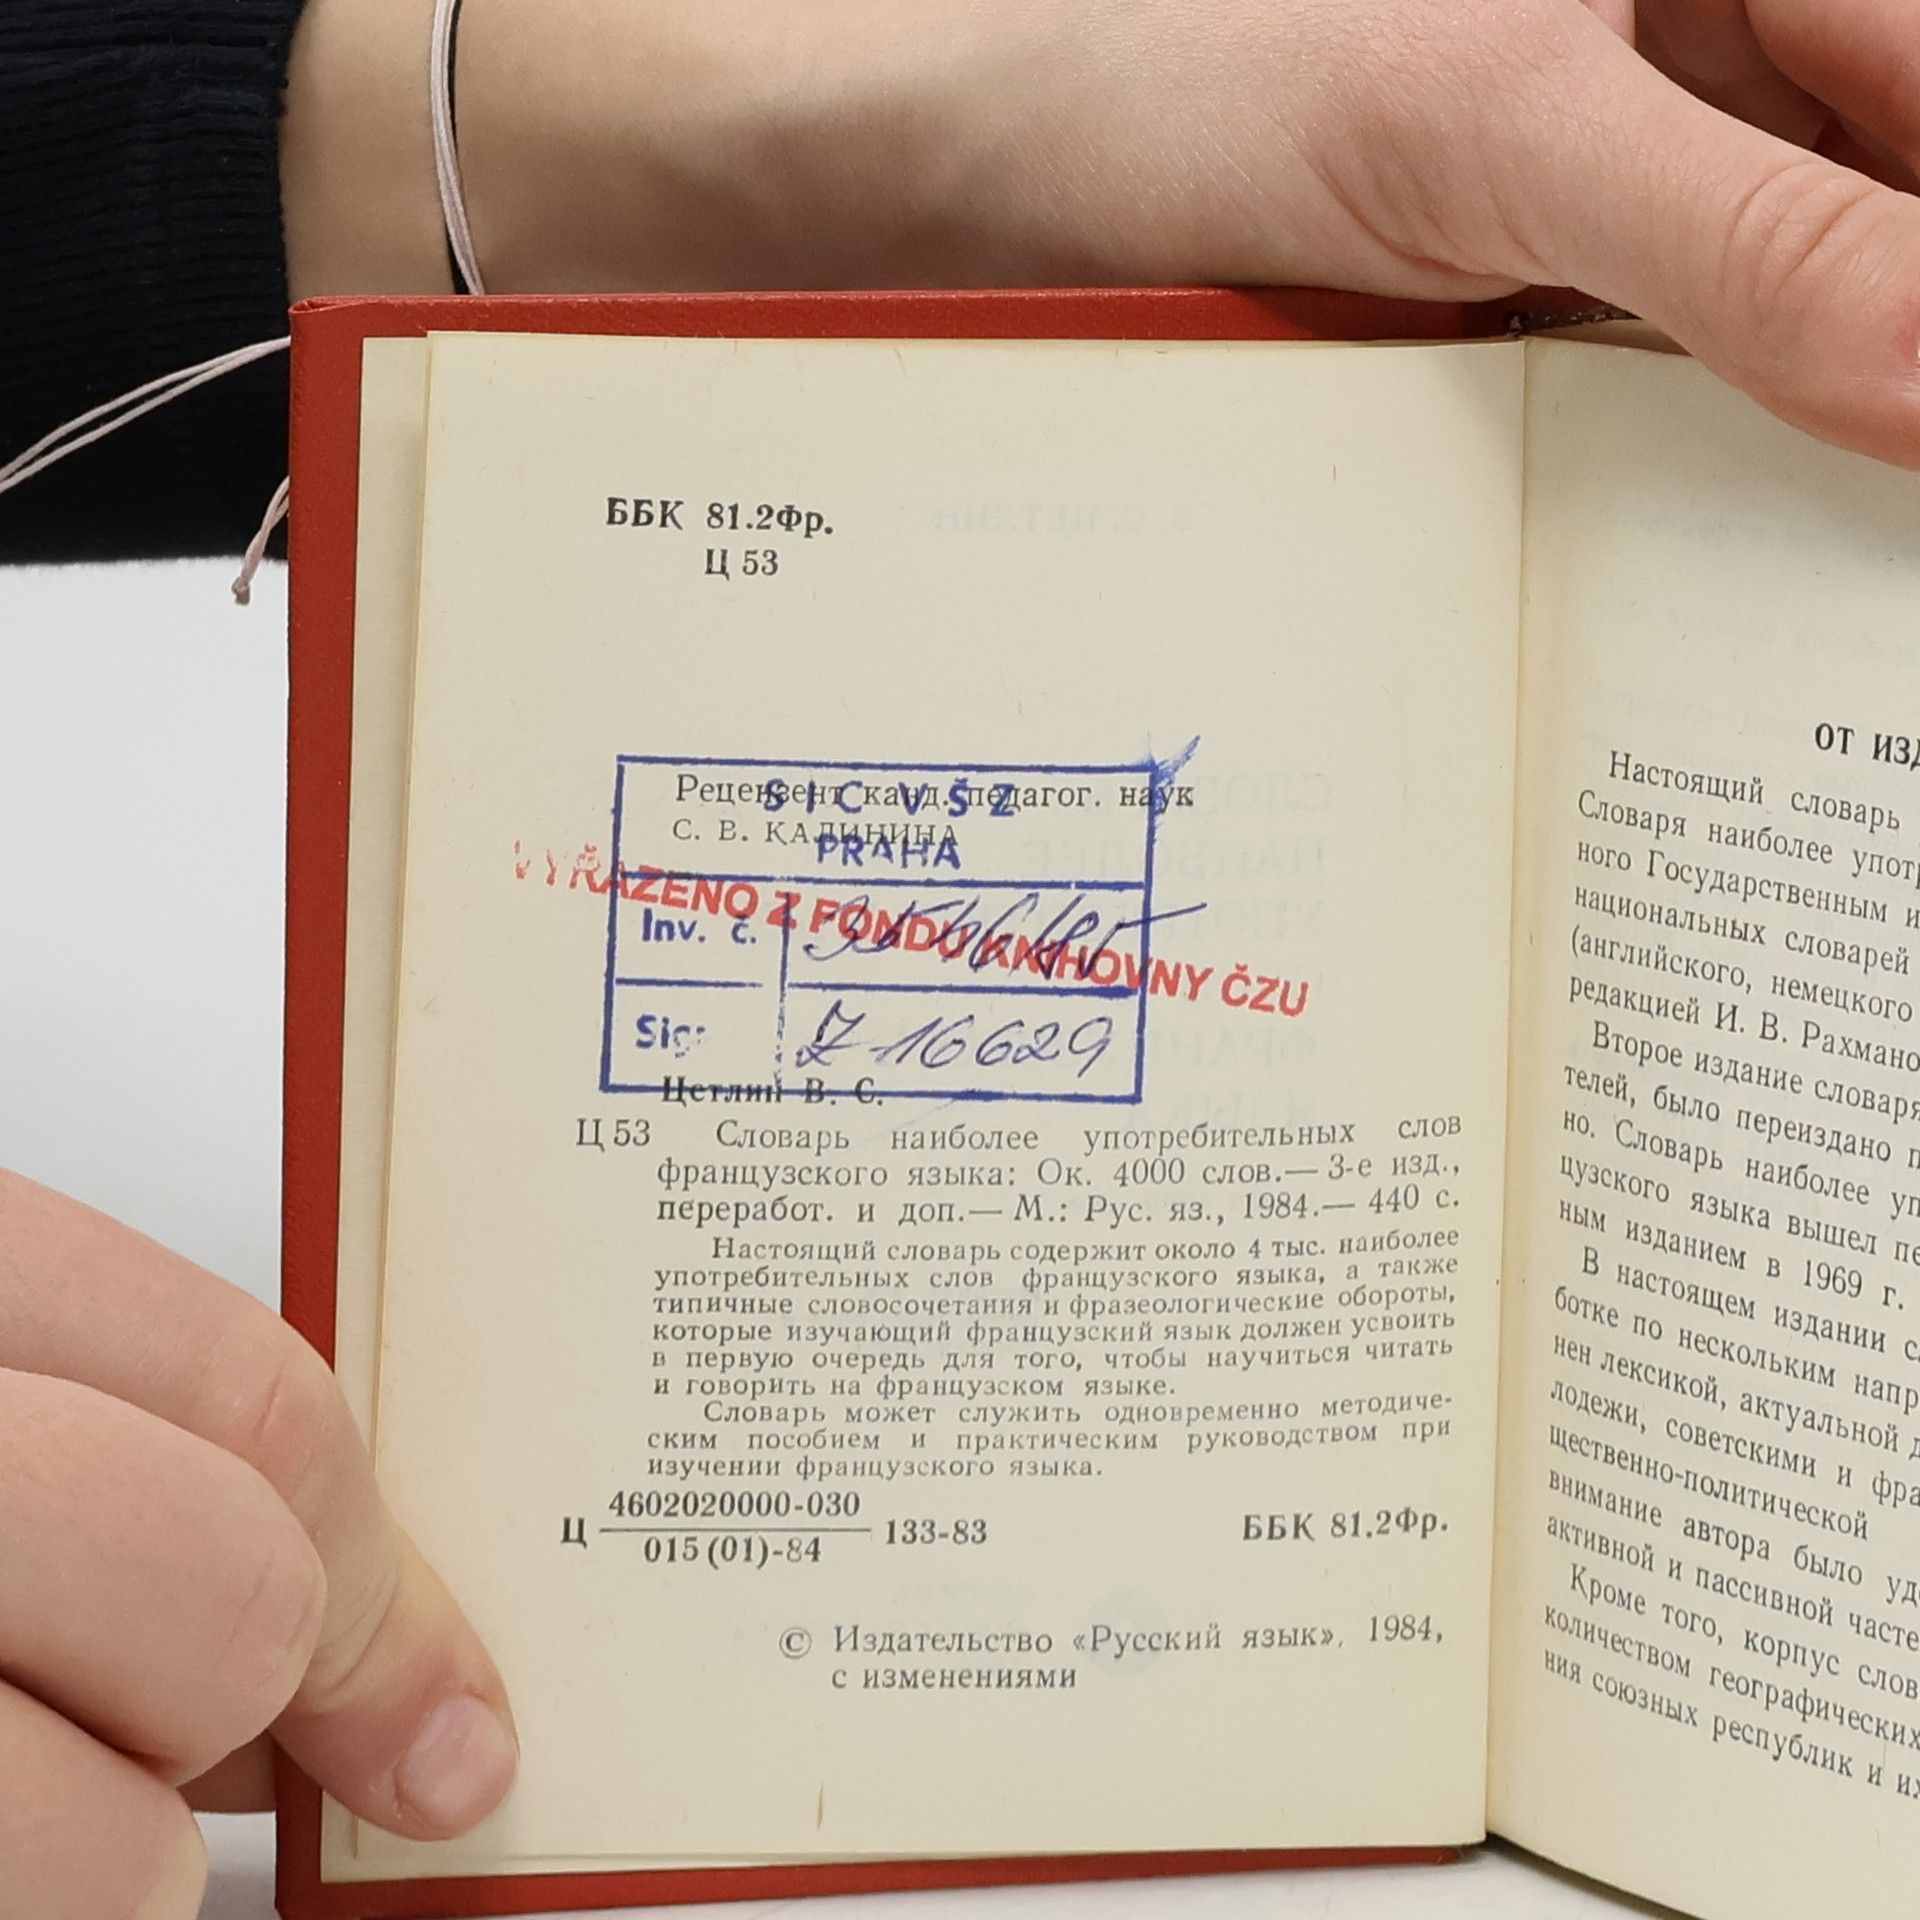 ББК 81.2Фр.
Ц 53
Рецензент канд. педагог. наук
С. В. КАЛИНИНА
SIC VŠZ
PRAHA
VYŘAZENO Z FONDU KNIHOVNY ČZU
Inv. č.
Sig:
Z 16629
Цетлин В. С.
Ц 53 Словарь наиболее употребительных слов
французского языка: Ок. 4000 слов.— 3-е изд.,
переработ. и доп.— М.: Рус. яз., 1984.— 440 с.
Настоящий словарь содержит около 4 тыс. наиболее
употребительных слов французского языка, а также
типичные словосочетания и фразеологические обороты,
которые изучающий французский язык должен усвоить
в первую очередь для того, чтобы научиться читать
и говорить на французском языке.
Словарь может служить одновременно методиче-
ским пособием и практическим руководством при
изучении французского языка.
Ц 4602020000-030
015(01)-84 133-83 ББК 81.2Фр.
© Издательство «Русский язык», 1984,
с изменениями
ОТ ИЗД
Настоящий словарь
Словаря наиболее упот
ного Государственным и
национальных словарей
(английского, немецкого
редакцией И. В. Рахмано
Второе издание словаря
телей, было переиздано п
но. Словарь наиболее уп
цузского языка вышел пе
ным изданием в 1969 г.
В настоящем издании с
ботке по нескольким напр
нен лексикой, актуальной д
лодежи, советскими и фра
щественно-политической
внимание автора было уд
активной и пассивной часте
Кроме того, корпус слов
количеством географических
ния союзных республик и их